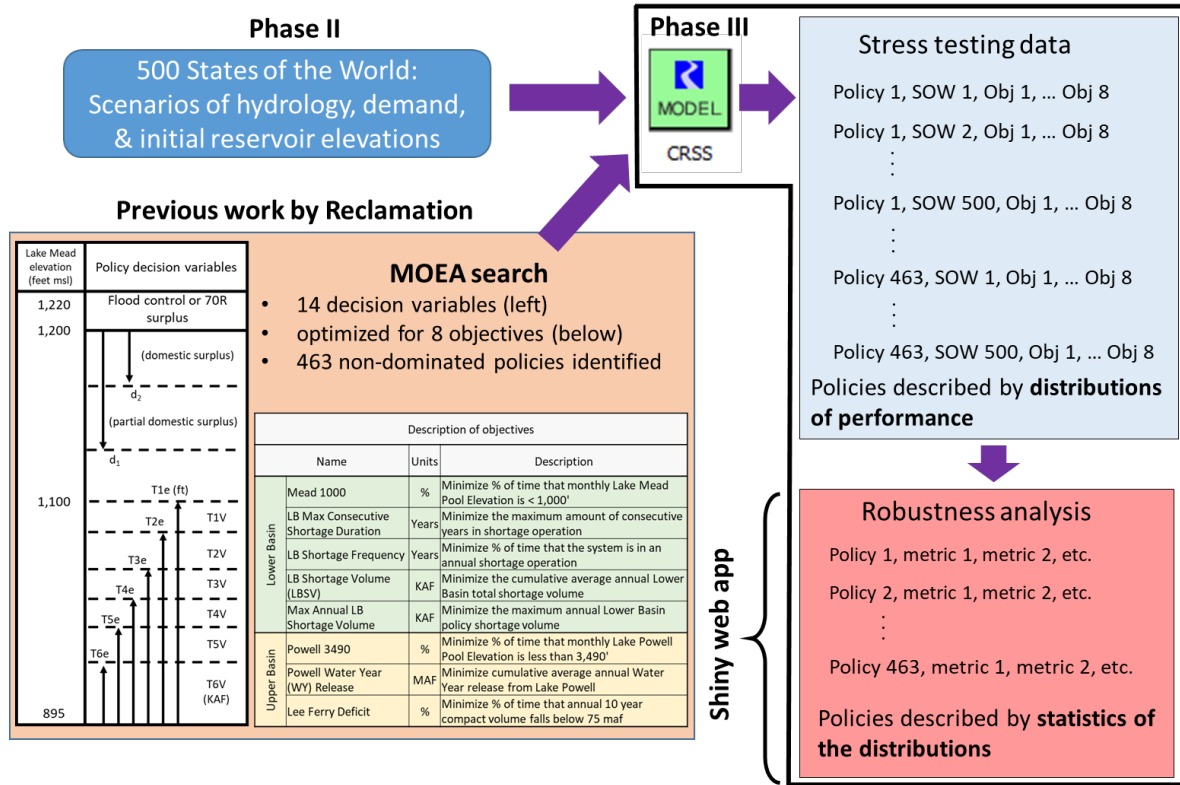 Phase II
500 States of the World:
Scenarios of hydrology, demand,
& initial reservoir elevations
Phase III
MODEL
CRSS
Stress testing data
Policy 1, SOW 1, Obj 1, ... Obj 8
Policy 1, SOW 2, Obj 1, ... Obj 8
⋮
Policy 1, SOW 500, Obj 1, ... Obj 8
⋮
Policy 463, SOW 1, Obj 1, ... Obj 8
⋮
Policy 463, SOW 500, Obj 1, ... Obj 8
Policies described by distributions
of performance
Previous work by Reclamation
Lake Mead
elevation
(feet msl)
Policy decision variables
1,220
Flood control or 70R
surplus
1,200
(domestic surplus)
d2
(partial domestic surplus)
d1
1,100
T1e (ft)
T1V
T2e
T2V
T3e
T3V
T4e
T4V
T5e
T5V
T6e
T6V
(KAF)
895
MOEA search
• 14 decision variables (left)
• optimized for 8 objectives (below)
• 463 non-dominated policies identified
Description of objectives
Name Units Description
Lower Basin
Mead 1000 % Minimize % of time that monthly Lake Mead
Pool Elevation is < 1,000'
LB Max Consecutive Years Minimize the maximum amount of consecutive
Shortage Duration years in shortage operation
LB Shortage Frequency Years Minimize % of time that the system is in an
annual shortage operation
LB Shortage Volume KAF Minimize the cumulative average annual Lower
(LBSV) Basin total shortage volume
Max Annual LB KAF Minimize the maximum annual Lower Basin
Shortage Volume policy shortage volume
Upper Basin
Powell 3490 % Minimize % of time that monthly Lake Powell
Pool Elevation is less than 3,490'
Powell Water Year MAF Minimize cumulative average annual Water
(WY) Release Year release from Lake Powell
Lee Ferry Deficit % Minimize % of time that annual 10 year
compact volume falls below 75 maf
Shiny web app
Robustness analysis
Policy 1, metric 1, metric 2, etc.
Policy 2, metric 1, metric 2, etc.
⋮
Policy 463, metric 1, metric 2, etc.
Policies described by statistics of
the distributions